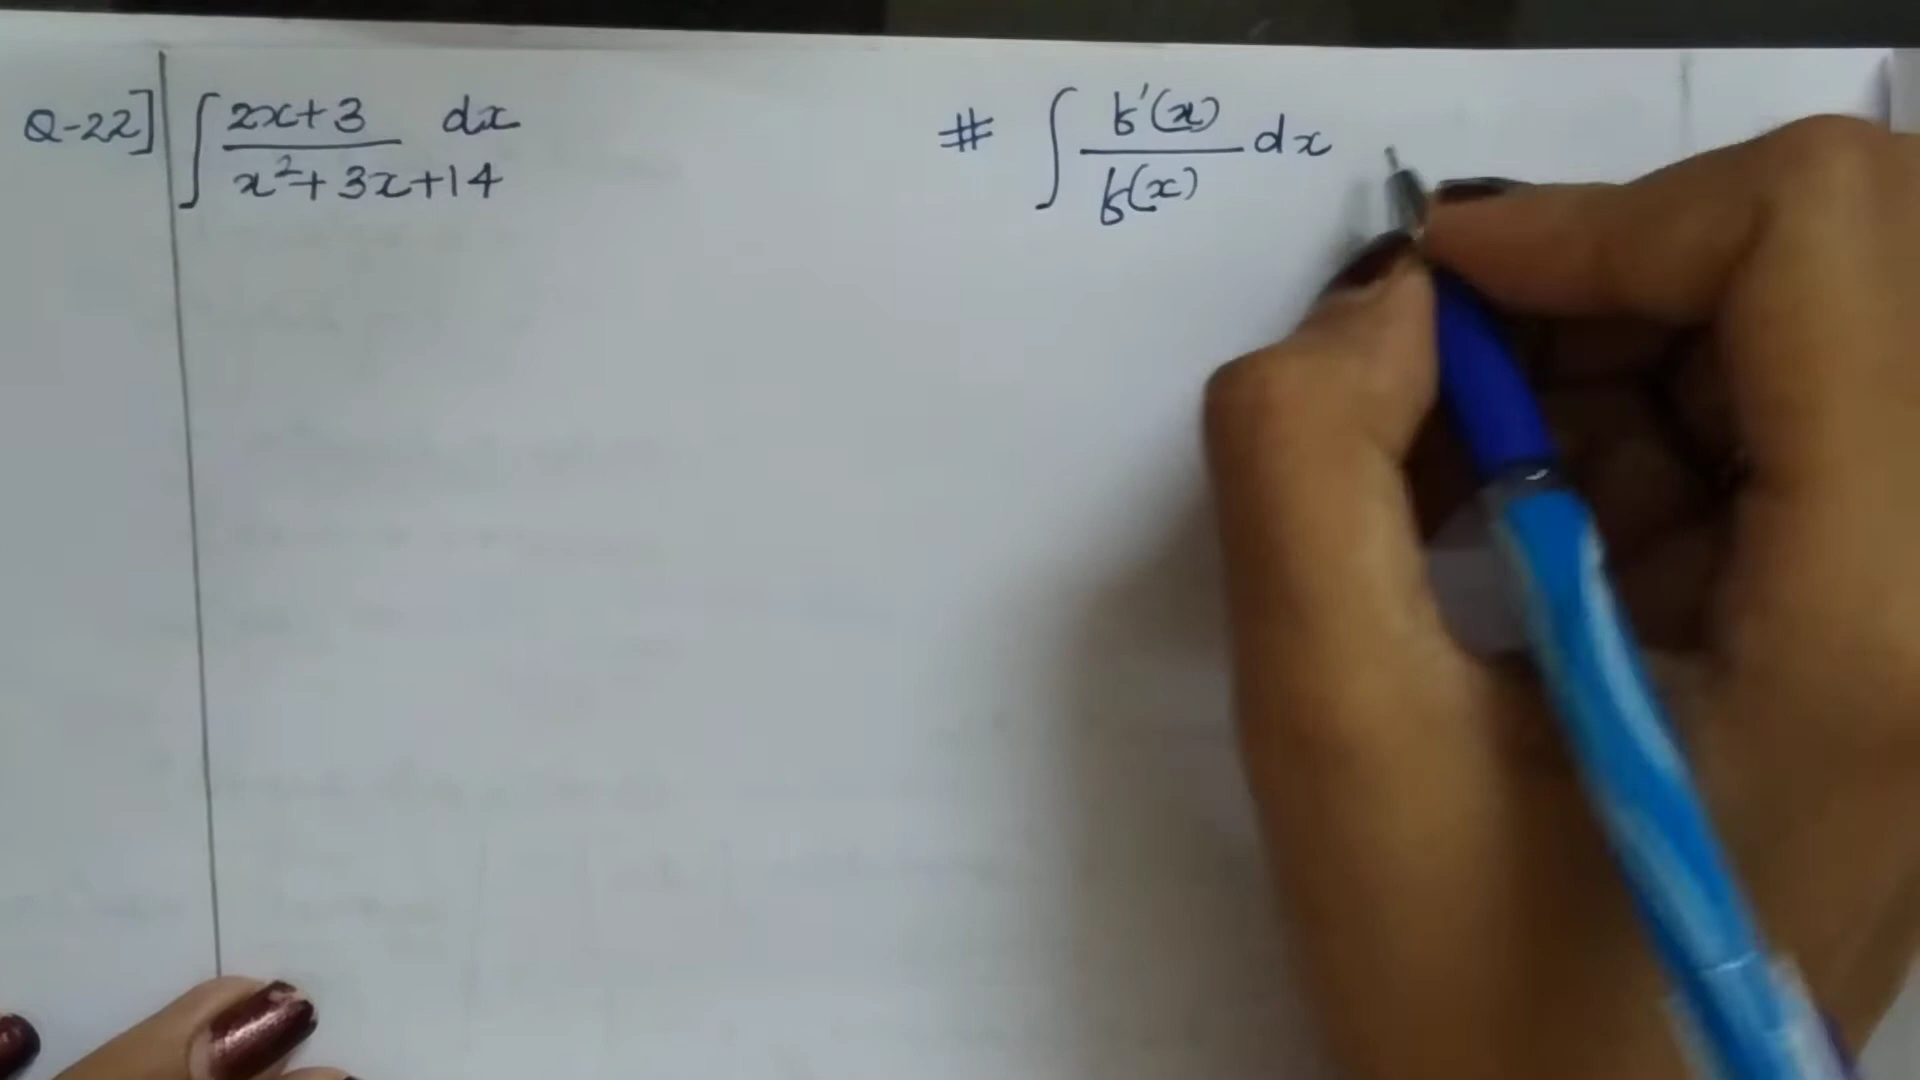 Q-22] ∫ 2x+3 / x²+3x+14 dx
# ∫ f'(x) / f(x) dx